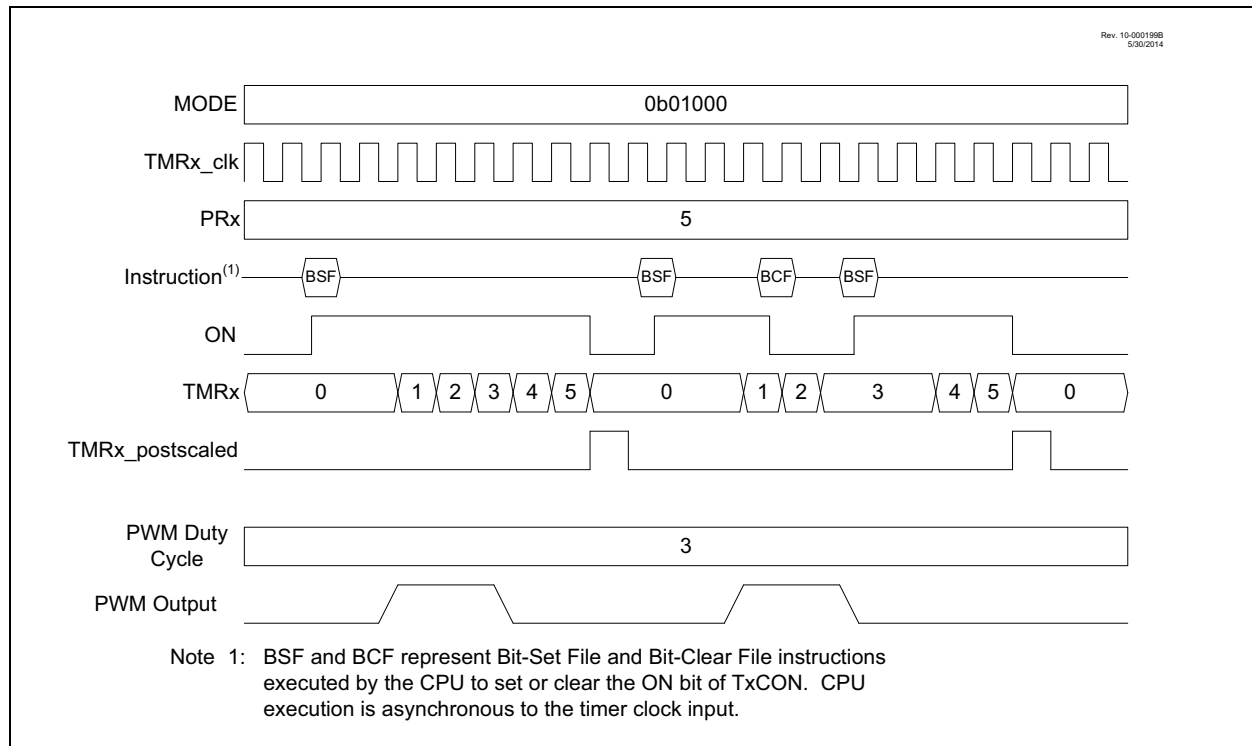 Rev. 10-000199B
5/30/2014
MODE
0b01000
TMRx_clk
PRx
5
Instruction(1)
BSF
BSF
BCF
BSF
ON
TMRx
0 1 2 3 4 5 0 1 2 3 4 5 0
TMRx_postscaled
PWM Duty
Cycle
3
PWM Output
Note 1: BSF and BCF represent Bit-Set File and Bit-Clear File instructions
executed by the CPU to set or clear the ON bit of TxCON. CPU
execution is asynchronous to the timer clock input.